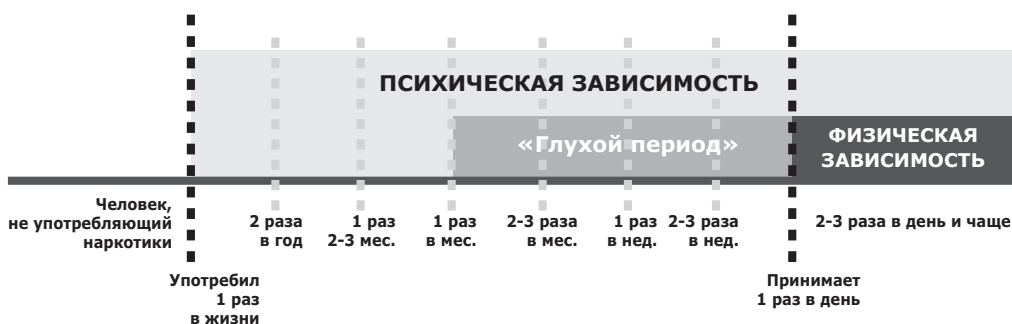 ПСИХИЧЕСКАЯ ЗАВИСИМОСТЬ
«Глухой период»
ФИЗИЧЕСКАЯ
ЗАВИСИМОСТЬ
Человек,
не употребляющий
наркотики
2 раза
в год
1 раз
2-3 мес.
1 раз
в мес.
2-3 раза
в мес.
1 раз
в нед.
2-3 раза
в нед.
2-3 раза в день и чаще
Употребил
1 раз
в жизни
Принимает
1 раз в день